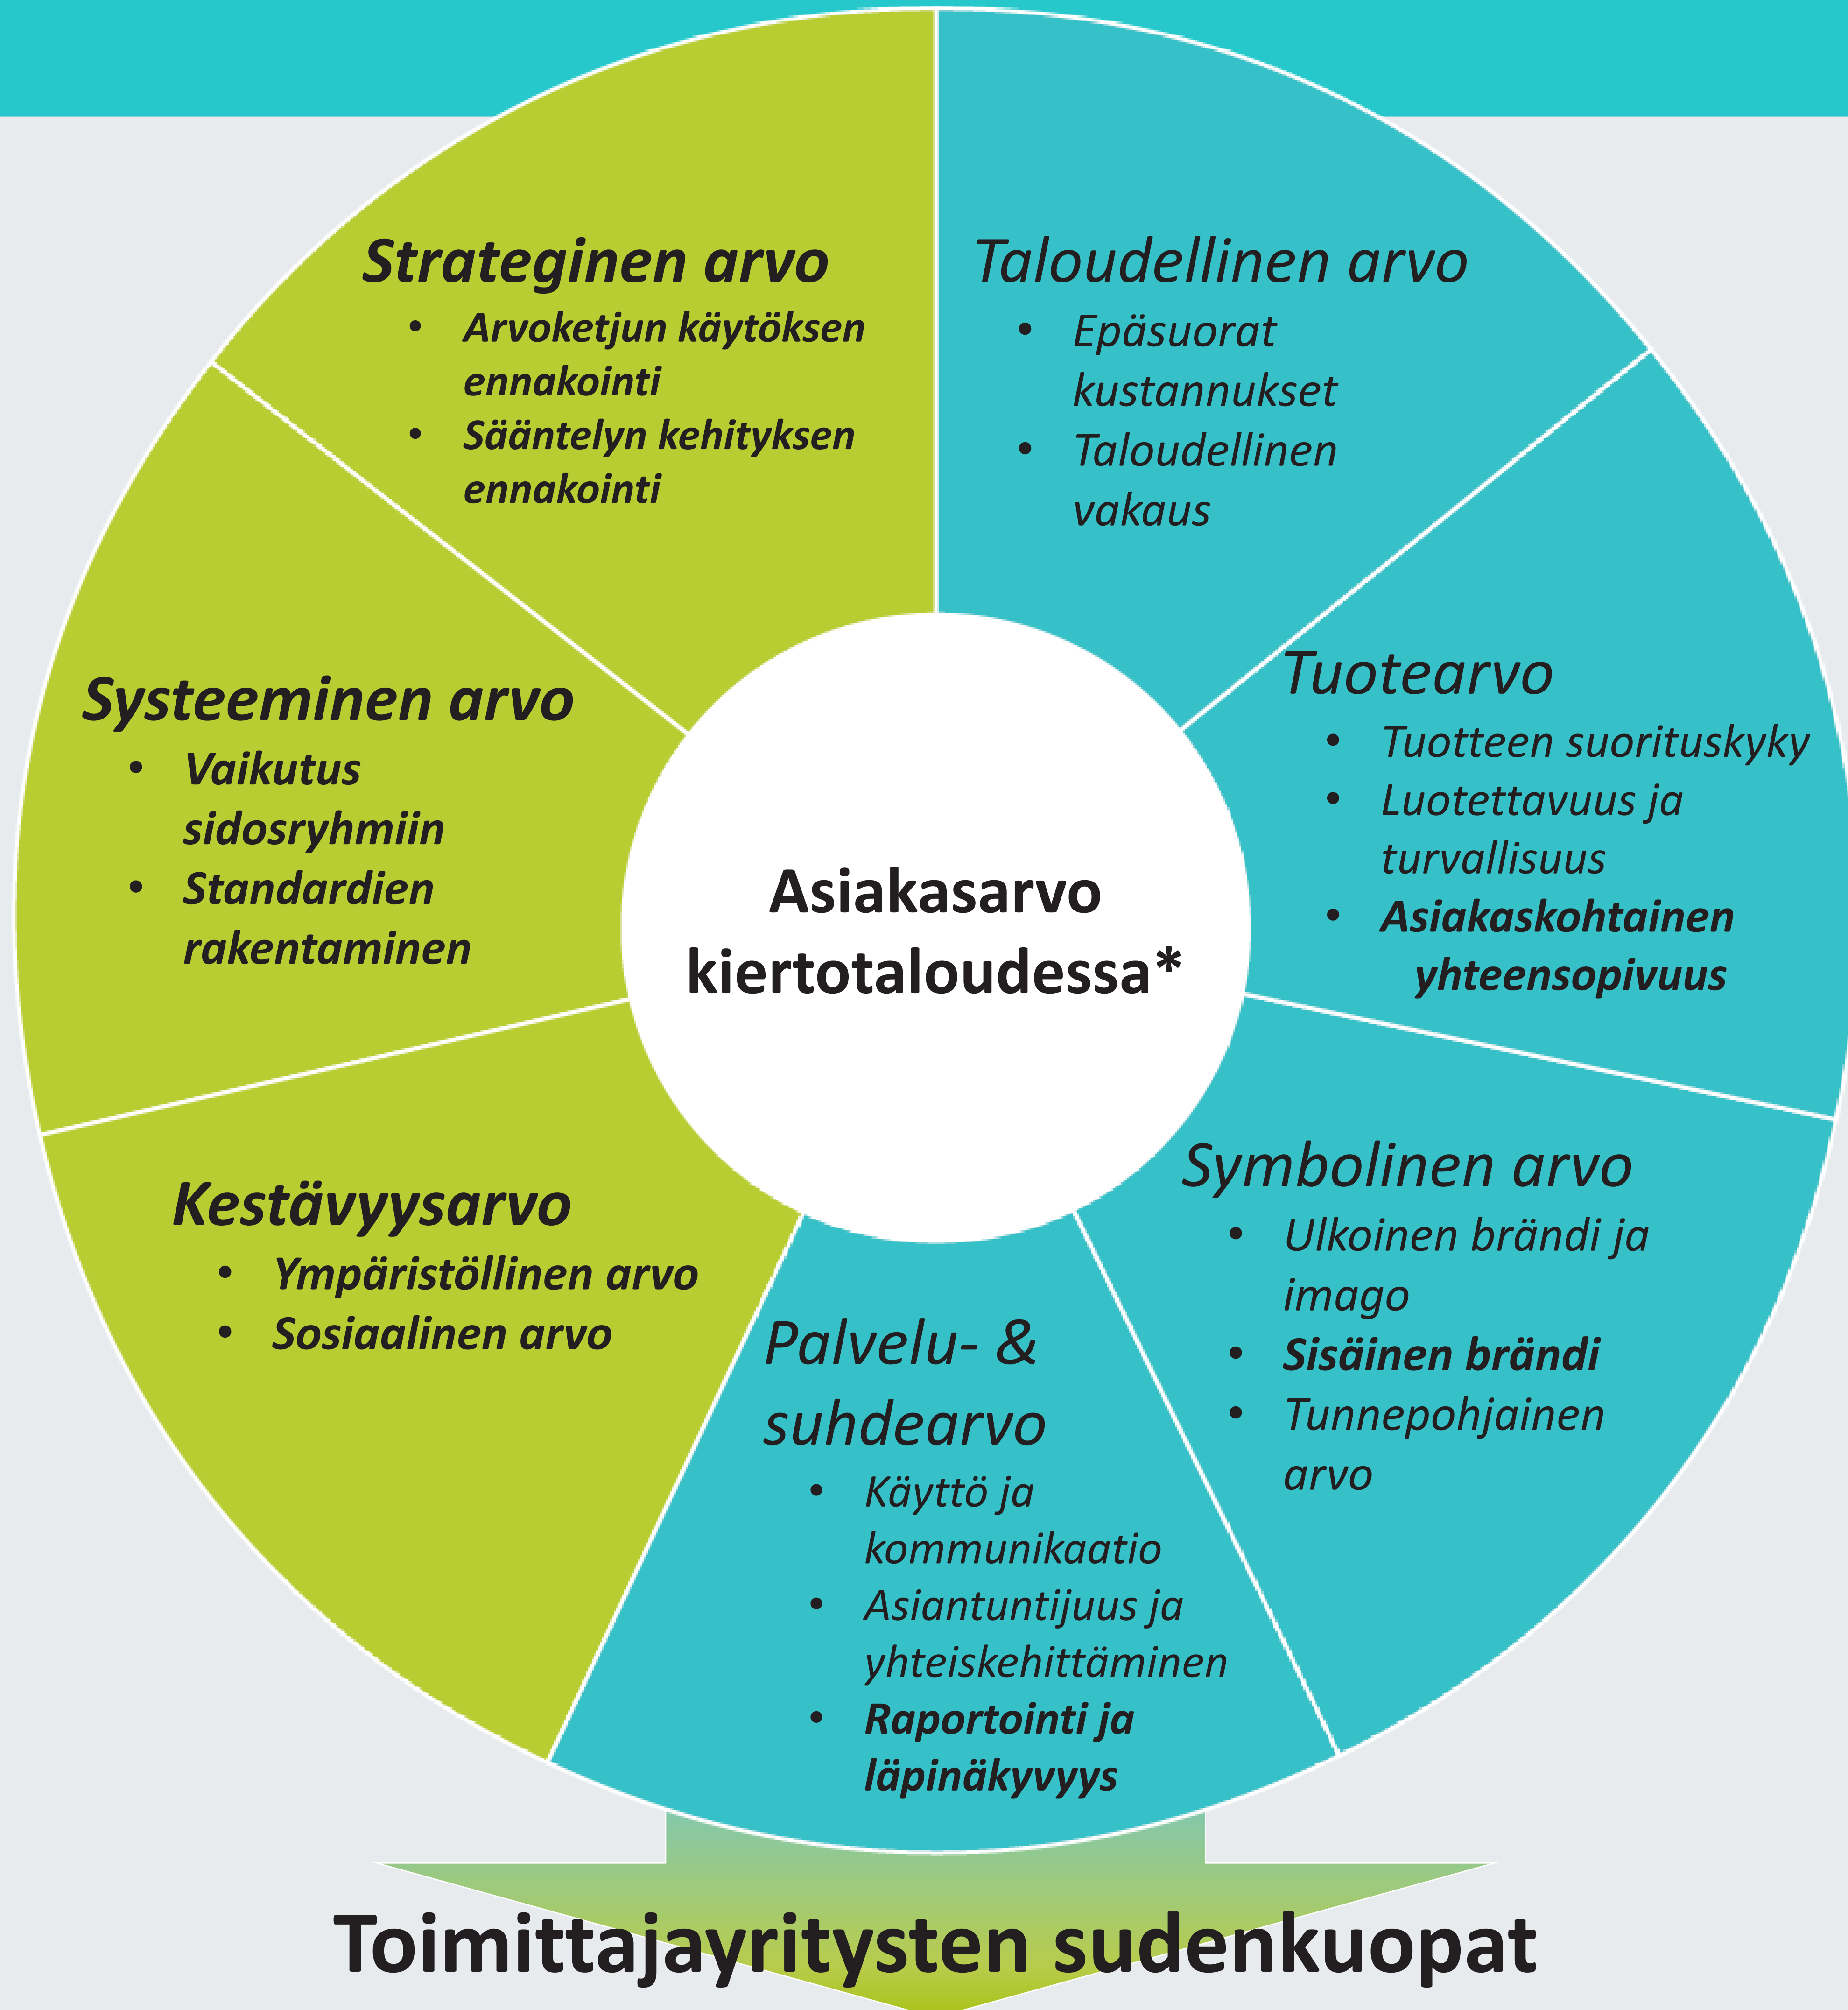 Strateginen arvo
• Arvoketjun käytöksen
ennakointi
• Sääntelyn kehityksen
ennakointi
Taloudellinen arvo
• Epäsuorat
kustannukset
• Taloudellinen
vakaus
Tuotearvo
• Tuotteen suorituskyky
• Luotettavuus ja
turvallisuus
• Asiakaskohtainen
yhteensopivuus
Symbolinen arvo
• Ulkoinen brändi ja
imago
• Sisäinen brändi
• Tunnepohjainen
arvo
Palvelu- &
suhdearvo
• Käyttö ja
kommunikaatio
• Asiantuntijuus ja
yhteiskehittäminen
• Raportointi ja
läpinäkyvyys
Kestävyysarvo
• Ympäristöllinen arvo
• Sosiaalinen arvo
Systeeminen arvo
• Vaikutus
sidosryhmiin
• Standardien
rakentaminen
Asiakasarvo
kiertotaloudessa*
Toimittajayritysten sudenkuopat